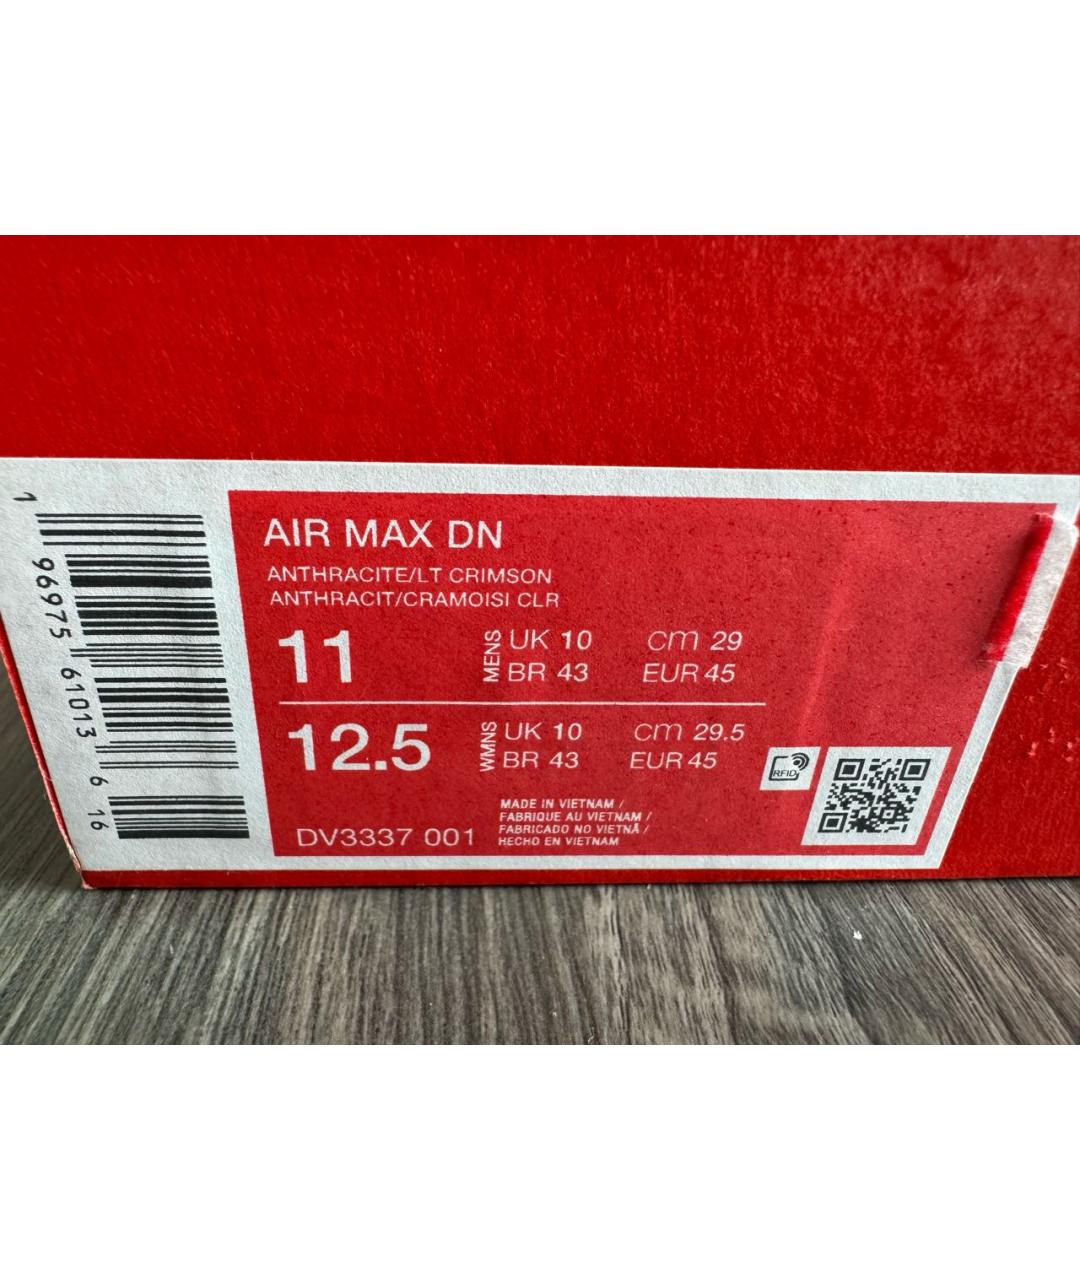 AIR MAX DN
ANTHRACITE/LT CRIMSON
ANTHRACIT/CRAMOISI CLR
11 MENS UK 10 cm 29
BR 43 EUR 45
12.5 WMNS UK 10 cm 29.5
BR 43 EUR 45
DV3337 001
MADE IN VIETNAM /
FABRIQUE AU VIETNAM /
FABRICADO NO VIETNÃ /
HECHO EN VIETNAM
RFID
1 96975 61013 6 16